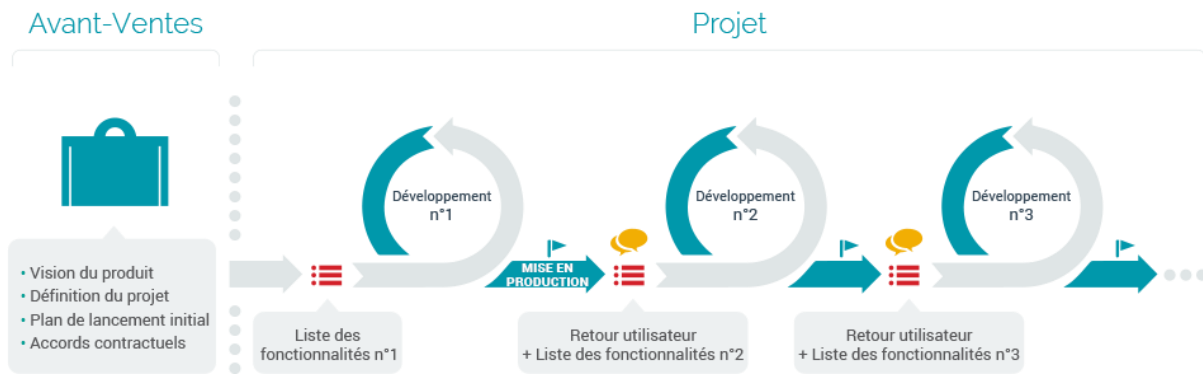 Avant-Ventes
Projet
Développement
n°1
Développement
n°2
Développement
n°3
• Vision du produit
• Définition du projet
• Plan de lancement initial
• Accords contractuels
MISE EN
PRODUCTION
Liste des
fonctionnalités n°1
Retour utilisateur
+ Liste des fonctionnalités n°2
Retour utilisateur
+ Liste des fonctionnalités n°3